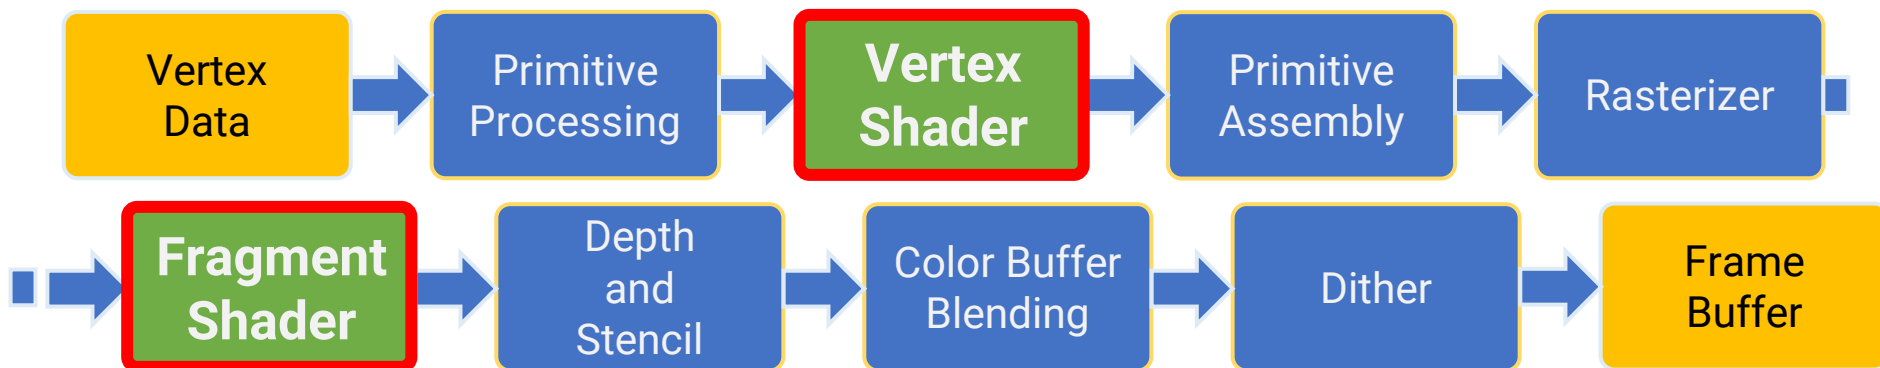 Vertex
Data
Primitive
Processing
Vertex
Shader
Primitive
Assembly
Rasterizer
Fragment
Shader
Depth
and
Stencil
Color Buffer
Blending
Dither
Frame
Buffer